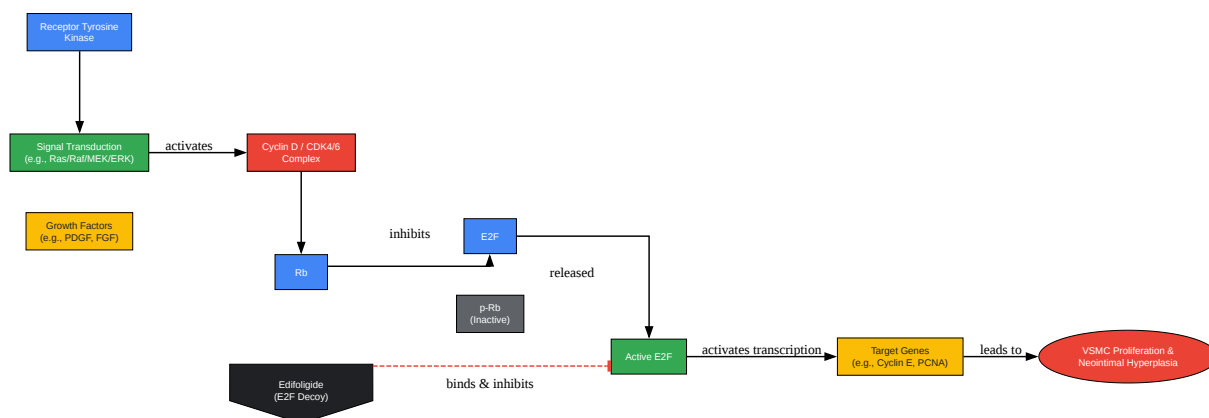 Receptor Tyrosine
Kinase
Signal Transduction
(e.g., Ras/Raf/MEK/ERK)
activates
Cyclin D / CDK4/6
Complex
Growth Factors
(e.g., PDGF, FGF)
inhibits
E2F
Rb
released
p-Rb
(Inactive)
Active E2F
activates transcription
Target Genes
(e.g., Cyclin E, PCNA)
leads to
VSMC Proliferation &
Neointimal Hyperplasia
Edifoligide
(E2F Decoy)
binds & inhibits